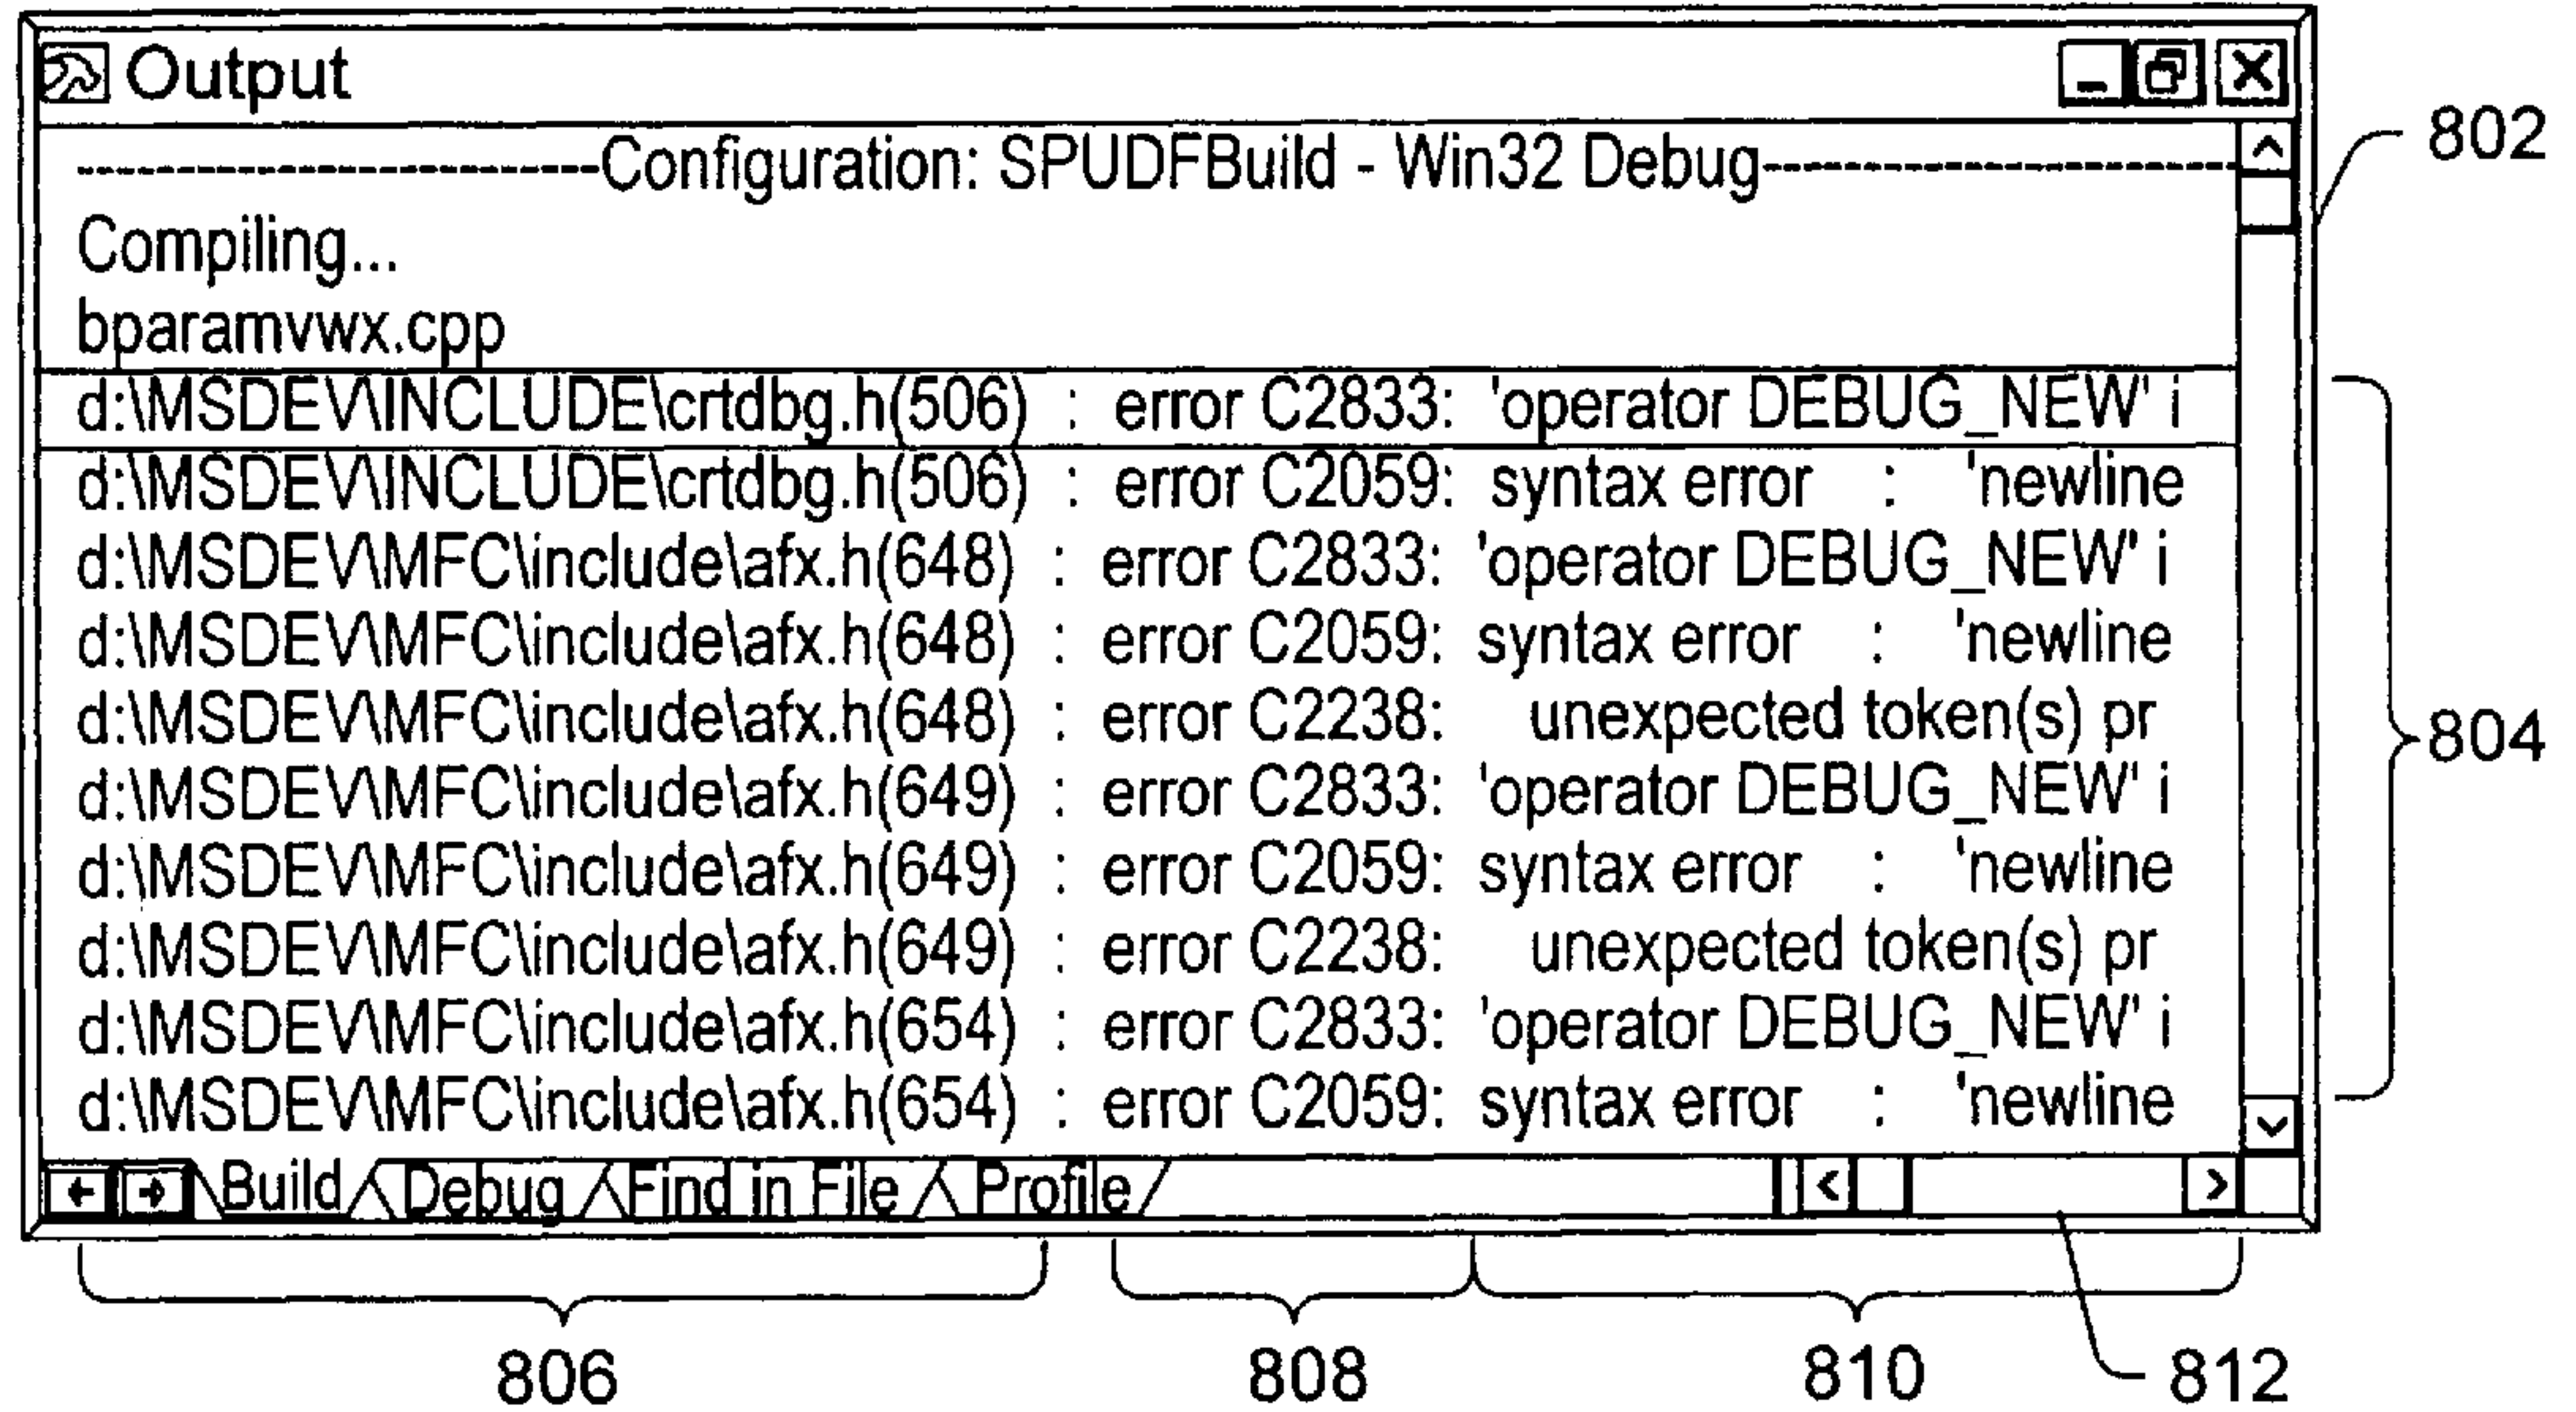 Output
--------------------------Configuration: SPUDFBuild - Win32 Debug------------------------
802
Compiling...
bparamvwx.cpp
d:\MSDEV\INCLUDE\crtdbg.h(506) : error C2833: 'operator DEBUG_NEW' i
d:\MSDEV\INCLUDE\crtdbg.h(506) : error C2059: syntax error : 'newline
d:\MSDEV\MFC\include\afx.h(648) : error C2833: 'operator DEBUG_NEW' i
d:\MSDEV\MFC\include\afx.h(648) : error C2059: syntax error : 'newline
d:\MSDEV\MFC\include\afx.h(648) : error C2238: unexpected token(s) pr
804
d:\MSDEV\MFC\include\afx.h(649) : error C2833: 'operator DEBUG_NEW' i
d:\MSDEV\MFC\include\afx.h(649) : error C2059: syntax error : 'newline
d:\MSDEV\MFC\include\afx.h(649) : error C2238: unexpected token(s) pr
d:\MSDEV\MFC\include\afx.h(654) : error C2833: 'operator DEBUG_NEW' i
d:\MSDEV\MFC\include\afx.h(654) : error C2059: syntax error : 'newline
Build Debug Find in File Profile
806 808 810 812